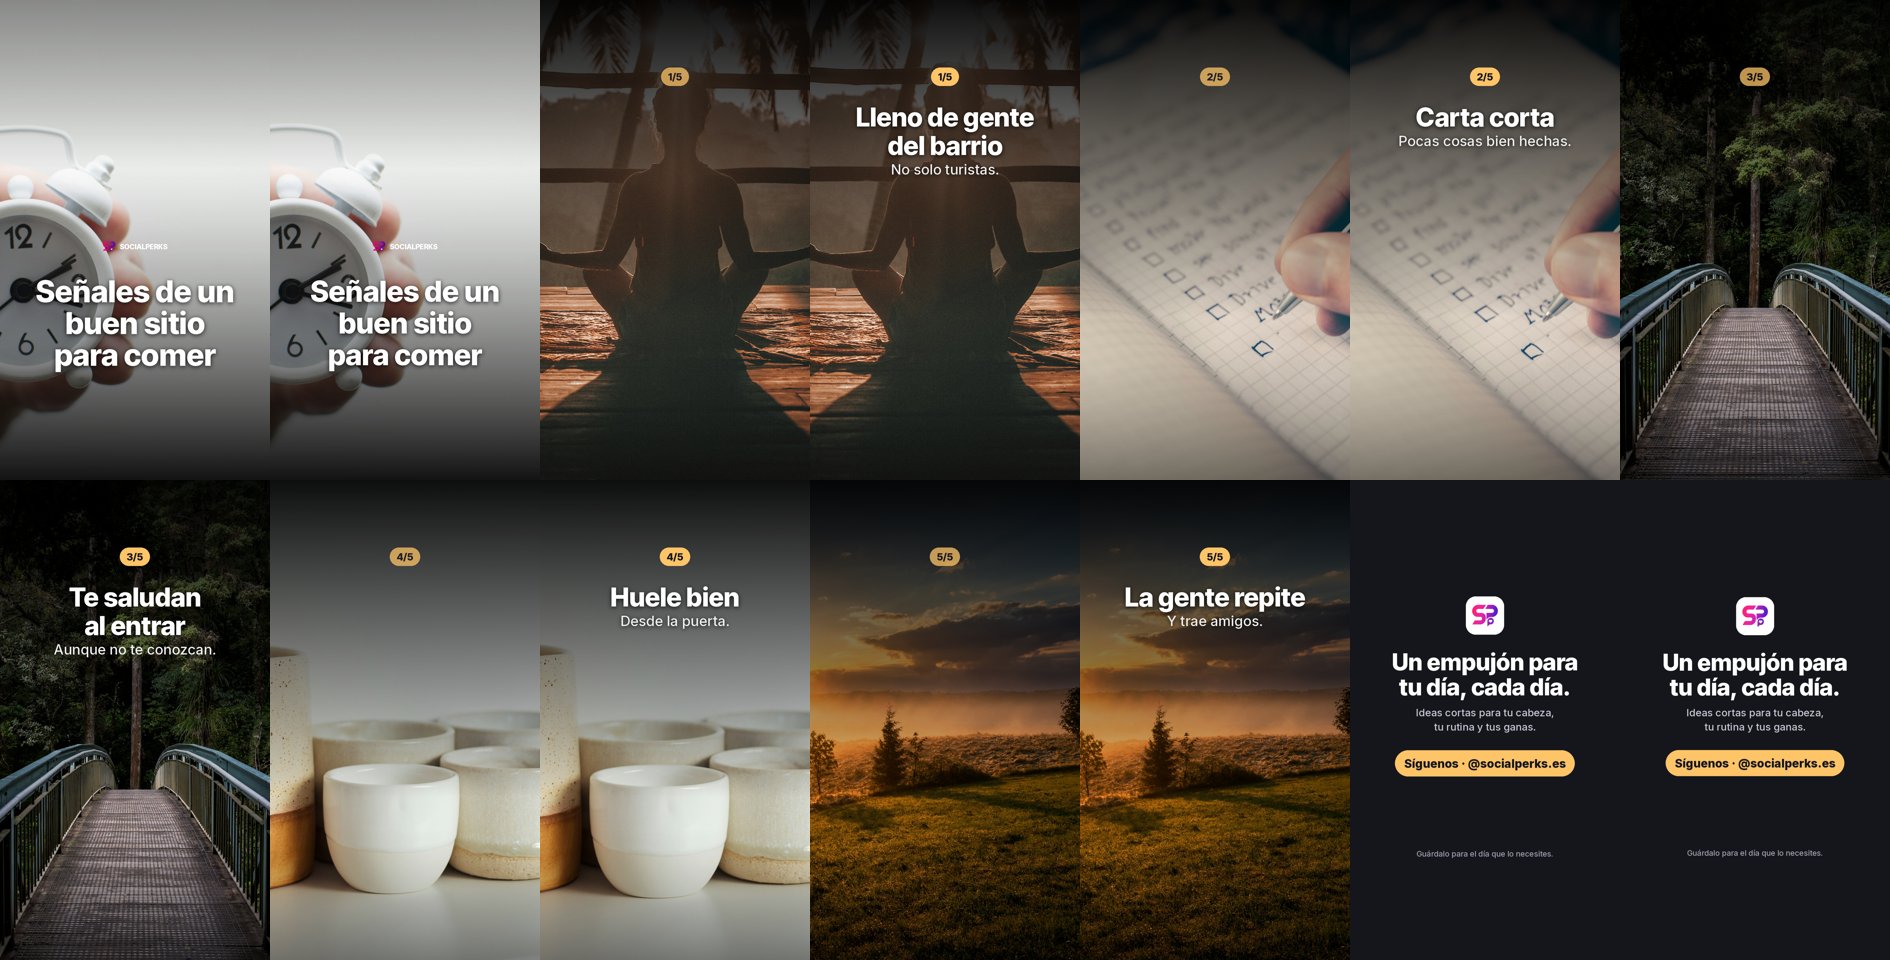 SOCIALPERKS
Señales de un
buen sitio
para comer
SOCIALPERKS
Señales de un
buen sitio
para comer
1/5
1/5
Lleno de gente
del barrio
No solo turistas.
2/5
2/5
Carta corta
Pocas cosas bien hechas.
3/5
3/5
Te saludan
al entrar
Aunque no te conozcan.
4/5
4/5
Huele bien
Desde la puerta.
5/5
5/5
La gente repite
Y trae amigos.
SPp
Un empujón para
tu día, cada día.
Ideas cortas para tu cabeza,
tu rutina y tus ganas.
Síguenos · @socialperks.es
Guárdalo para el día que lo necesites.
SPp
Un empujón para
tu día, cada día.
Ideas cortas para tu cabeza,
tu rutina y tus ganas.
Síguenos · @socialperks.es
Guárdalo para el día que lo necesites.